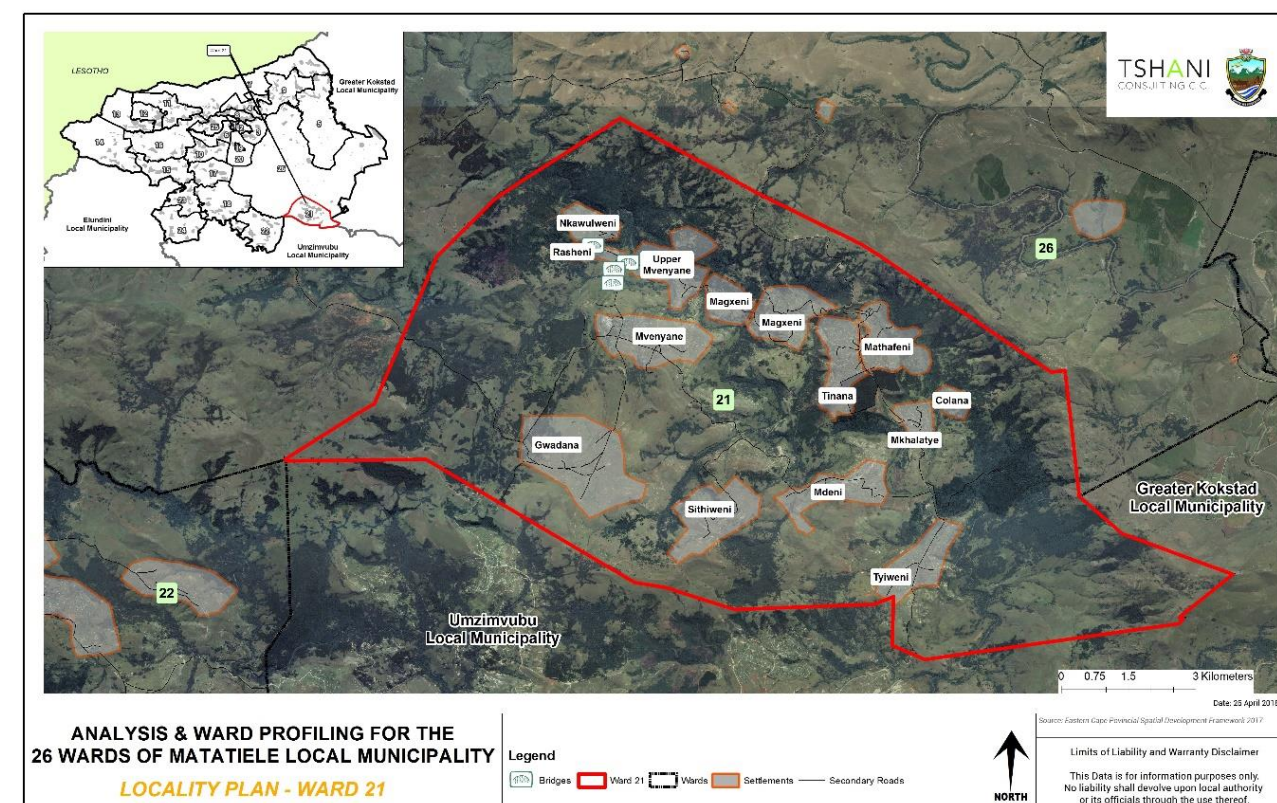 LESOTHO
Greater Kokstad
Local Municipality
Elundini
Local Municipality
Umzimvubu
Local Municipality
TSHANI
CONSULTING C.C.
Nkawulweni
Rasheni
Upper
Mvenyane
26
Magxeni
Magxeni
Mvenyane
Mathafeni
Tinana
21
Colana
Mkhalatye
Gwadana
Mdeni
Greater Kokstad
Local Municipality
Sithiweni
Tyiweni
22
Umzimvubu
Local Municipality
0 0.75 1.5 3 Kilometers
Date: 25 April 2018
ANALYSIS & WARD PROFILING FOR THE
26 WARDS OF MATATIELE LOCAL MUNICIPALITY
LOCALITY PLAN - WARD 21
Legend
Bridges Ward 21 Wards Settlements Secondary Roads
NORTH
Source: Eastern Cape Provincial Spatial Development Framework 2017
Limits of Liability and Warranty Disclaimer
This Data is for information purposes only.
No liability shall devolve upon local authority
or its officials through the use thereof.